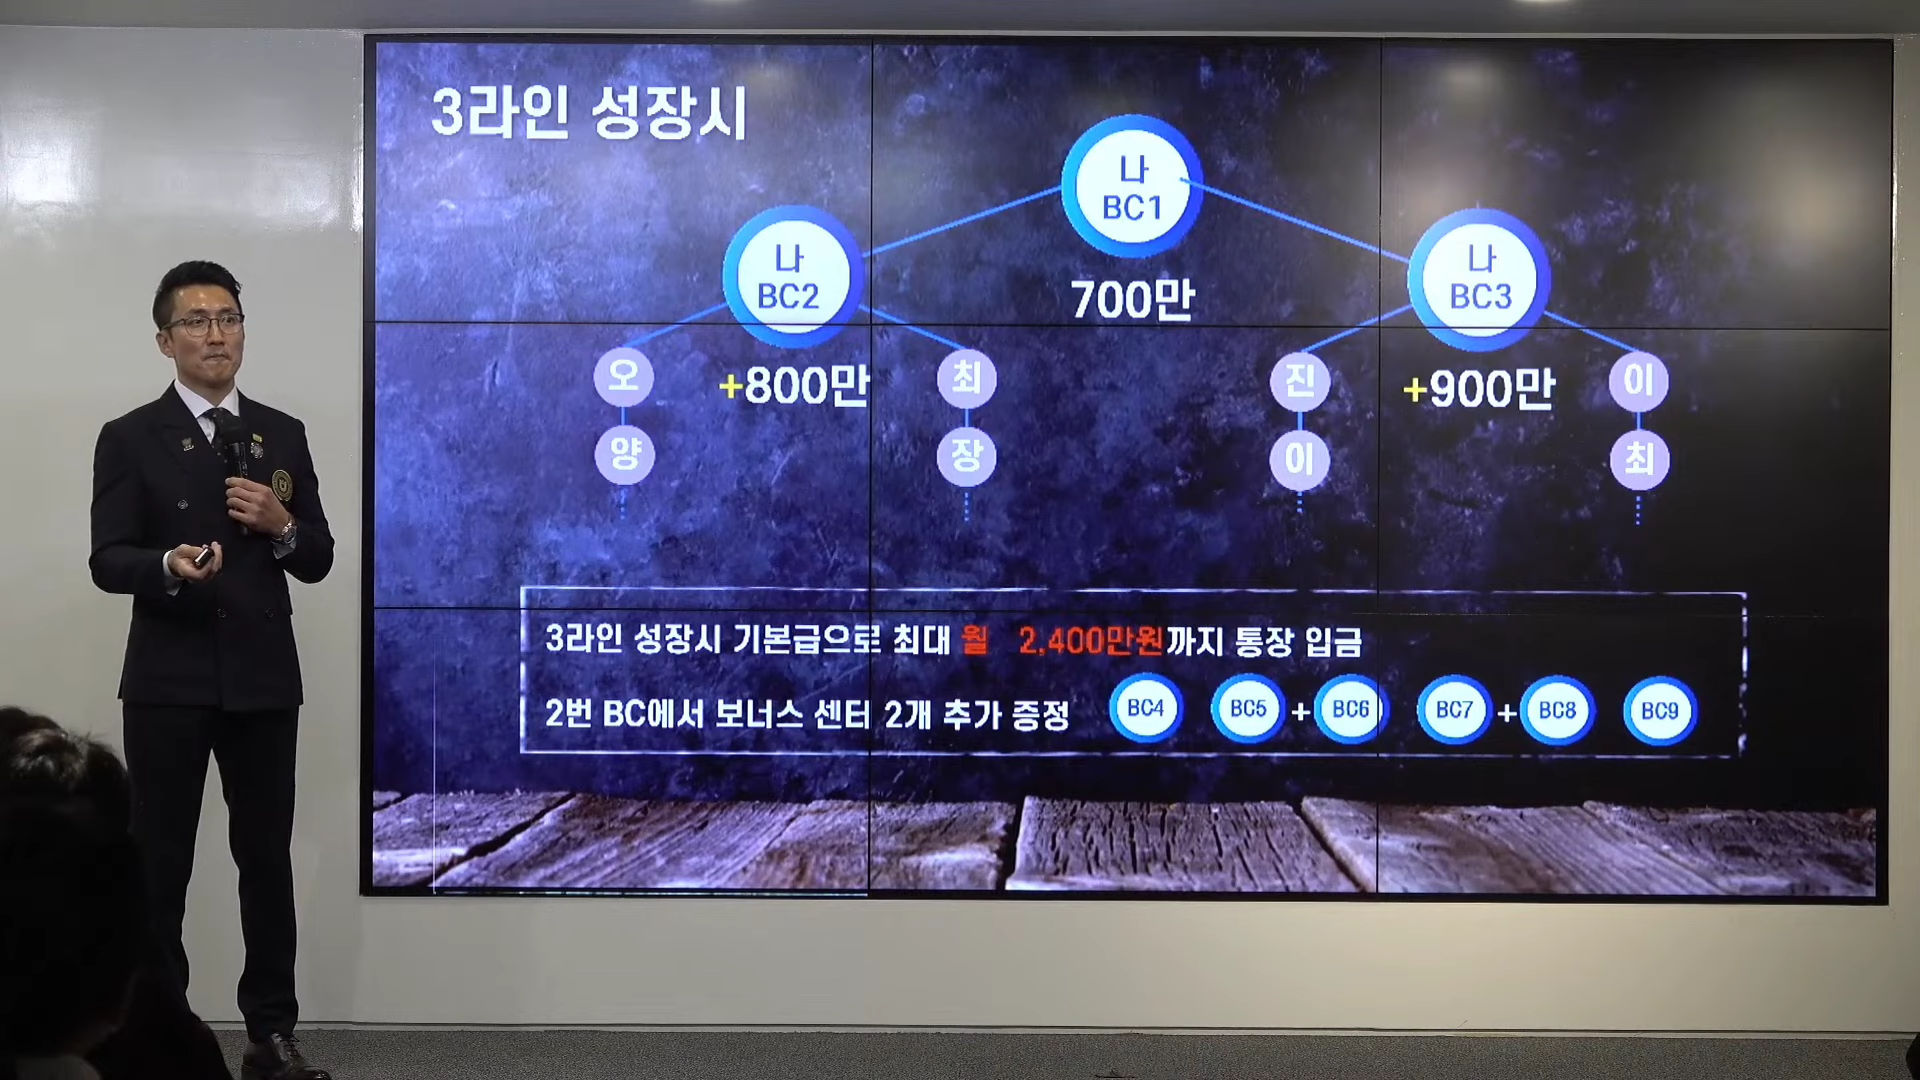 3라인 성장시
나
BC1
700만
나
BC2
+800만
나
BC3
+900만
오
양
최
장
진
이
이
최
3라인 성장시 기본급으로 최대 월 2,400만원까지 통장 입금
2번 BC에서 보너스 센터 2개 추가 증정 BC4 BC5 + BC6 BC7 + BC8 BC9